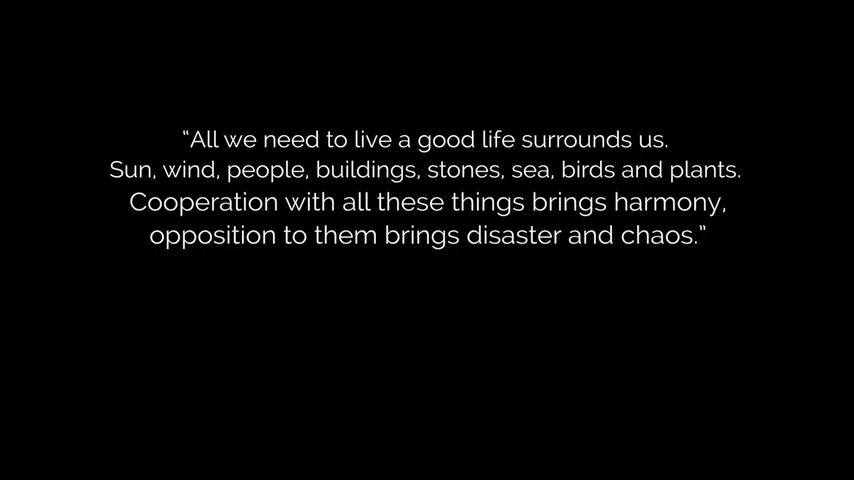 “All we need to live a good life surrounds us.
Sun, wind, people, buildings, stones, sea, birds and plants.
Cooperation with all these things brings harmony,
opposition to them brings disaster and chaos.”